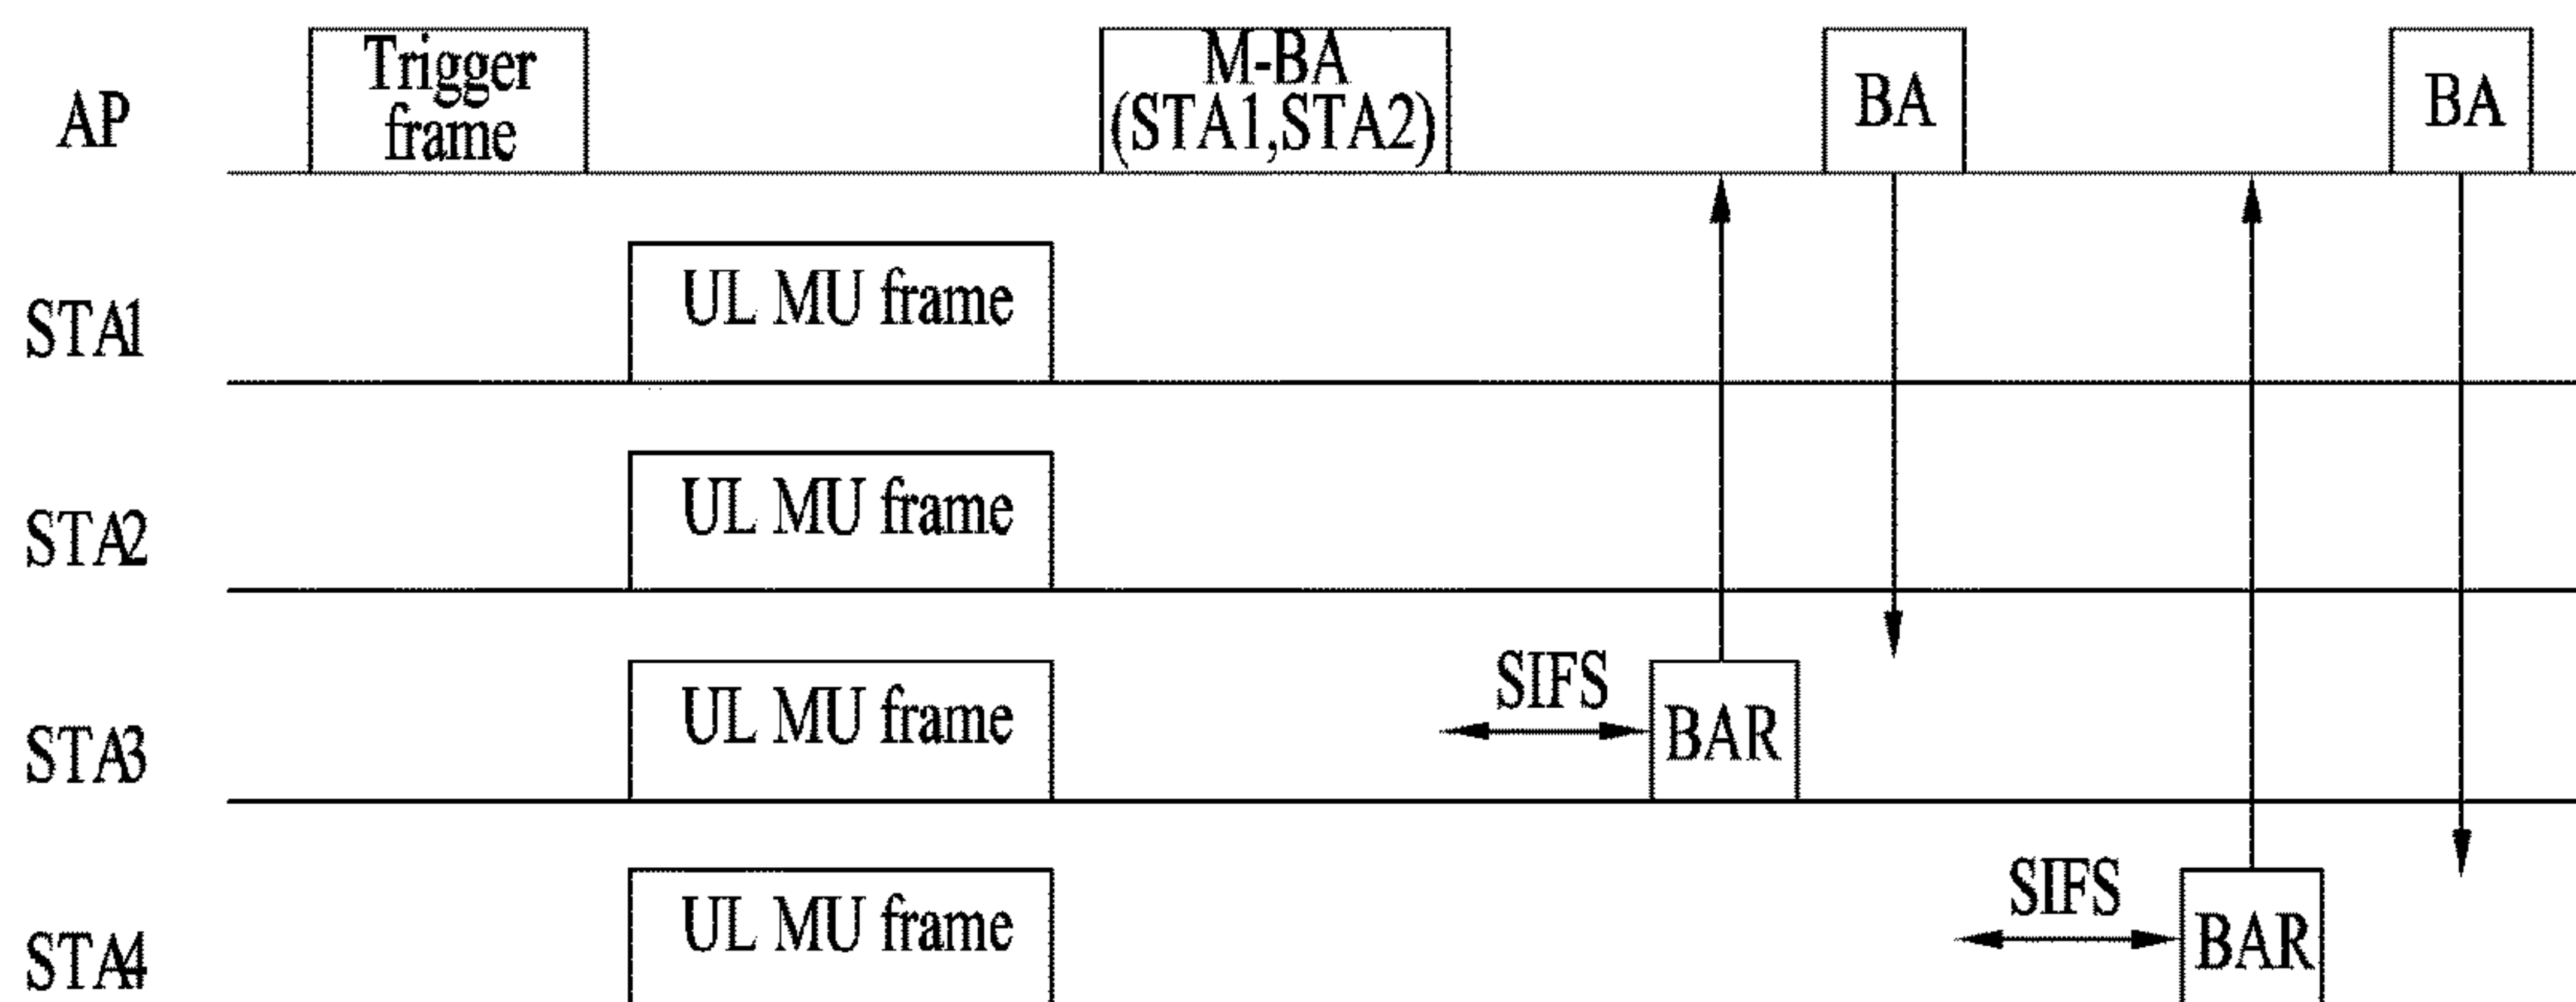 AP
Trigger
frame
M-BA
(STA1,STA2)
BA
BA
STA1
UL MU frame
STA2
UL MU frame
STA3
UL MU frame
SIFS
BAR
STA4
UL MU frame
SIFS
BAR